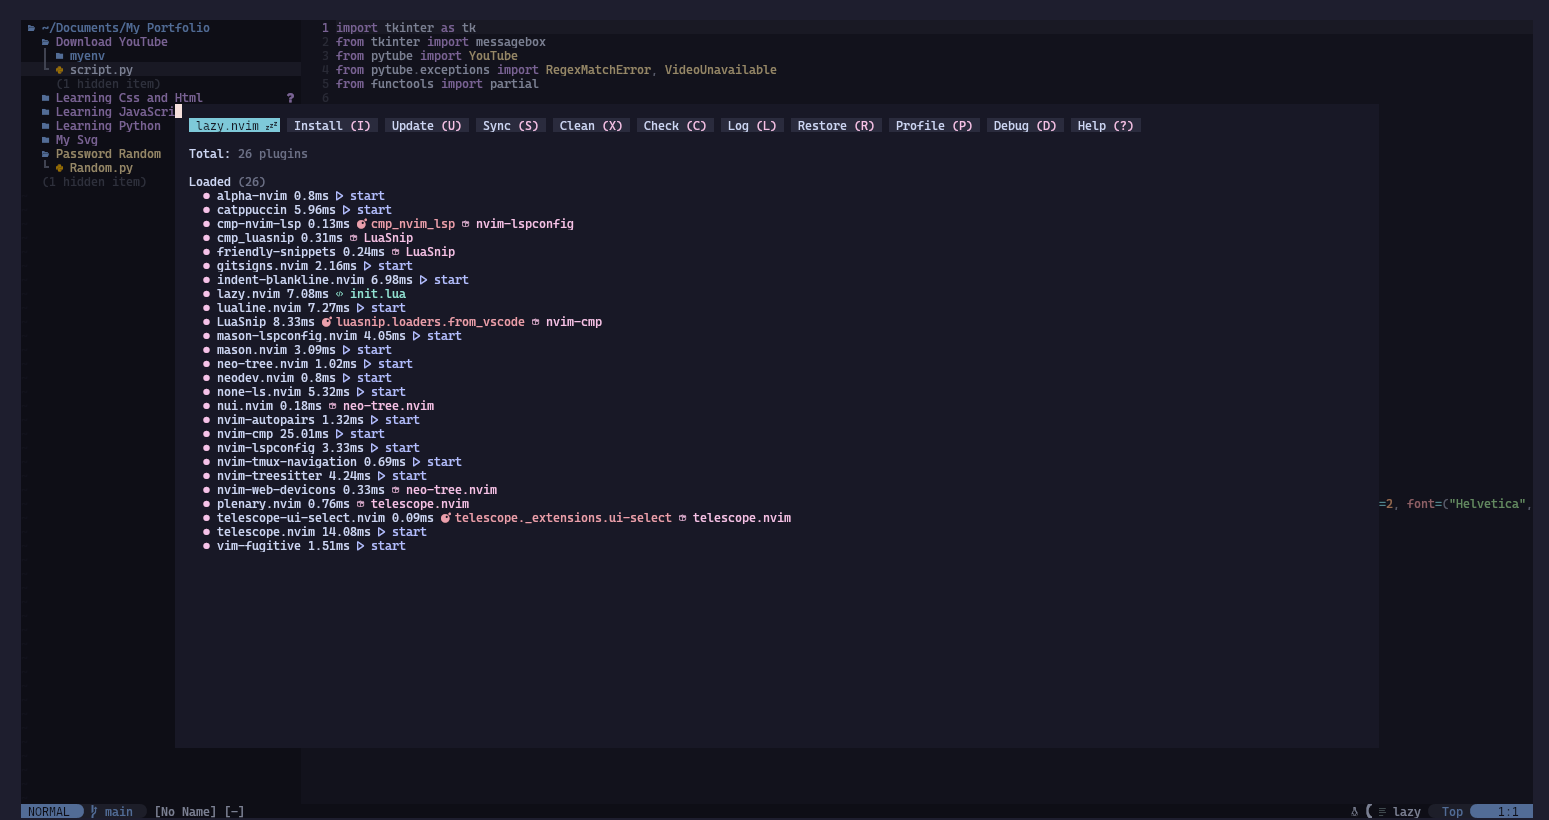 ~/Documents/My Portfolio
Download YouTube
myenv
script.py
(1 hidden item)
Learning Css and Html ?
Learning JavaScri
Learning Python
My Svg
Password Random
Random.py
(1 hidden item)
1 import tkinter as tk
2 from tkinter import messagebox
3 from pytube import YouTube
4 from pytube.exceptions import RegexMatchError, VideoUnavailable
5 from functools import partial
6
lazy.nvim zzz Install (I) Update (U) Sync (S) Clean (X) Check (C) Log (L) Restore (R) Profile (P) Debug (D) Help (?)
Total: 26 plugins
Loaded (26)
● alpha-nvim 0.8ms ▷ start
● catppuccin 5.96ms ▷ start
● cmp-nvim-lsp 0.13ms cmp_nvim_lsp nvim-lspconfig
● cmp_luasnip 0.31ms LuaSnip
● friendly-snippets 0.24ms LuaSnip
● gitsigns.nvim 2.16ms ▷ start
● indent-blankline.nvim 6.98ms ▷ start
● lazy.nvim 7.08ms init.lua
● lualine.nvim 7.27ms ▷ start
● LuaSnip 8.33ms luasnip.loaders.from_vscode nvim-cmp
● mason-lspconfig.nvim 4.05ms ▷ start
● mason.nvim 3.09ms ▷ start
● neo-tree.nvim 1.02ms ▷ start
● neodev.nvim 0.8ms ▷ start
● none-ls.nvim 5.32ms ▷ start
● nui.nvim 0.18ms neo-tree.nvim
● nvim-autopairs 1.32ms ▷ start
● nvim-cmp 25.01ms ▷ start
● nvim-lspconfig 3.33ms ▷ start
● nvim-tmux-navigation 0.69ms ▷ start
● nvim-treesitter 4.24ms ▷ start
● nvim-web-devicons 0.33ms neo-tree.nvim
● plenary.nvim 0.76ms telescope.nvim
● telescope-ui-select.nvim 0.09ms telescope._extensions.ui-select telescope.nvim
● telescope.nvim 14.08ms ▷ start
● vim-fugitive 1.51ms ▷ start
=2, font=("Helvetica",
NORMAL main [No Name] [-] lazy Top 1:1